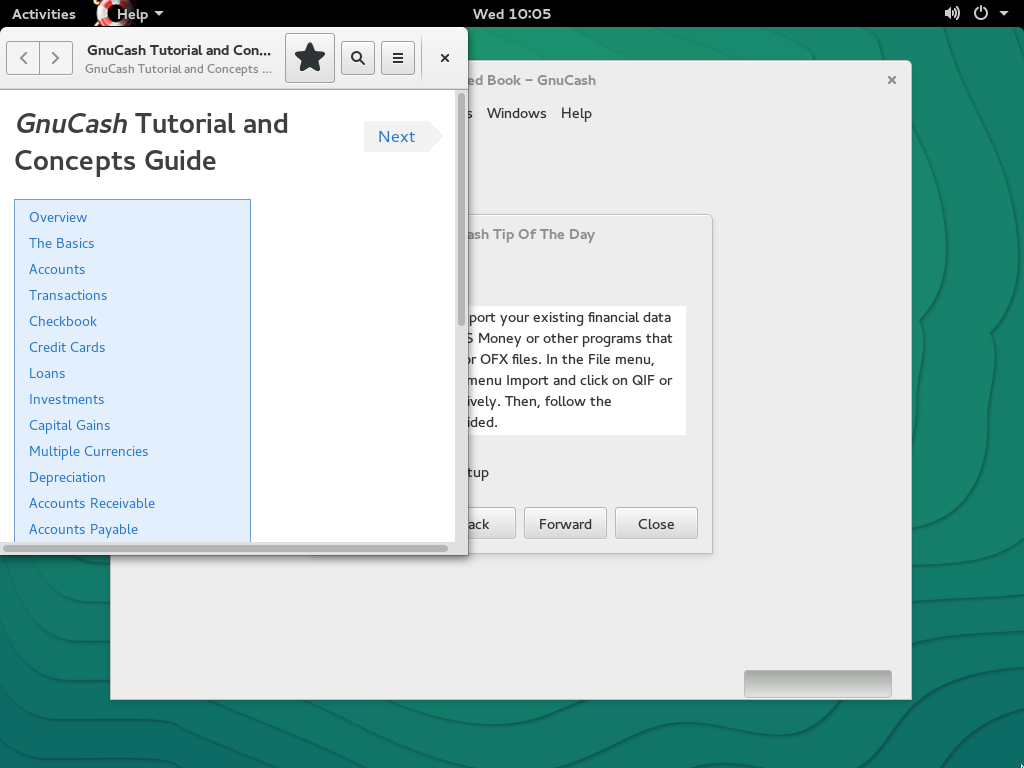 Activities Help Wed 10:05
GnuCash Tutorial and Con...
GnuCash Tutorial and Concepts ...
GnuCash Tutorial and
Concepts Guide
Next
Overview
The Basics
Accounts
Transactions
Checkbook
Credit Cards
Loans
Investments
Capital Gains
Multiple Currencies
Depreciation
Accounts Receivable
Accounts Payable
ed Book – GnuCash
s Windows Help
ash Tip Of The Day
port your existing financial data
S Money or other programs that
or OFX files. In the File menu,
menu Import and click on QIF or
ively. Then, follow the
ided.
tup
ack Forward Close